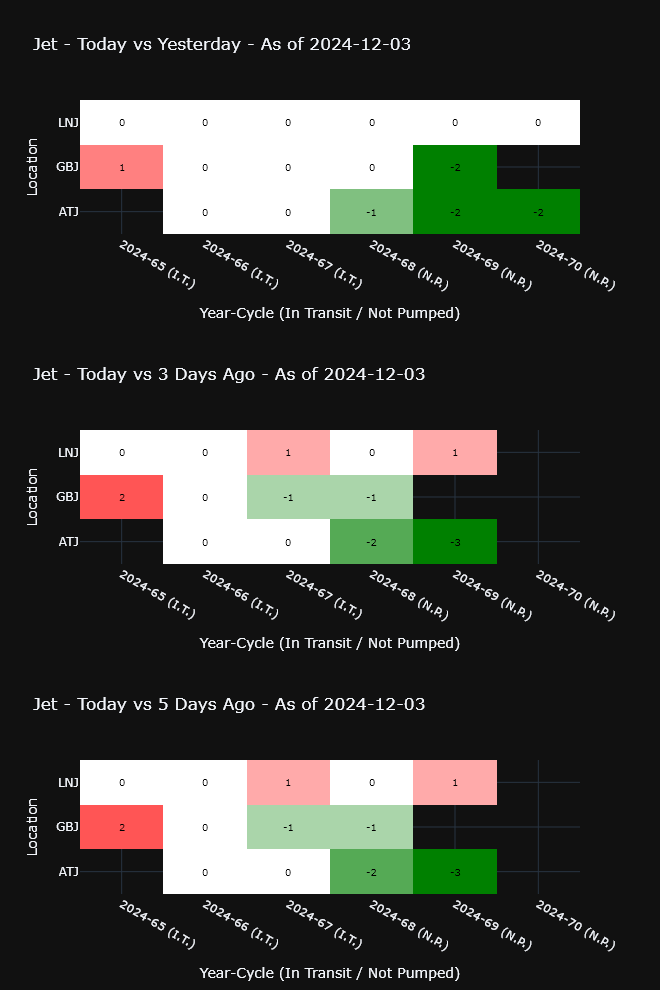 Jet - Today vs Yesterday - As of 2024-12-03
Location
LNJ 0 0 0 0 0 0
GBJ 1 0 0 0 -2
ATJ 0 0 -1 -2 -2
2024-65 (I.T.) 2024-66 (I.T.) 2024-67 (I.T.) 2024-68 (N.P.) 2024-69 (N.P.) 2024-70 (N.P.)
Year-Cycle (In Transit / Not Pumped)
Jet - Today vs 3 Days Ago - As of 2024-12-03
Location
LNJ 0 0 1 0 1
GBJ 2 0 -1 -1
ATJ 0 0 -2 -3
2024-65 (I.T.) 2024-66 (I.T.) 2024-67 (I.T.) 2024-68 (N.P.) 2024-69 (N.P.) 2024-70 (N.P.)
Year-Cycle (In Transit / Not Pumped)
Jet - Today vs 5 Days Ago - As of 2024-12-03
Location
LNJ 0 0 1 0 1
GBJ 2 0 -1 -1
ATJ 0 0 -2 -3
2024-65 (I.T.) 2024-66 (I.T.) 2024-67 (I.T.) 2024-68 (N.P.) 2024-69 (N.P.) 2024-70 (N.P.)
Year-Cycle (In Transit / Not Pumped)